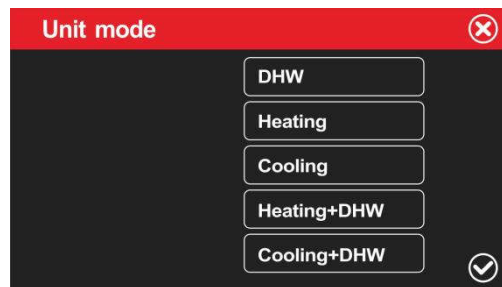 Unit mode
DHW
Heating
Cooling
Heating+DHW
Cooling+DHW